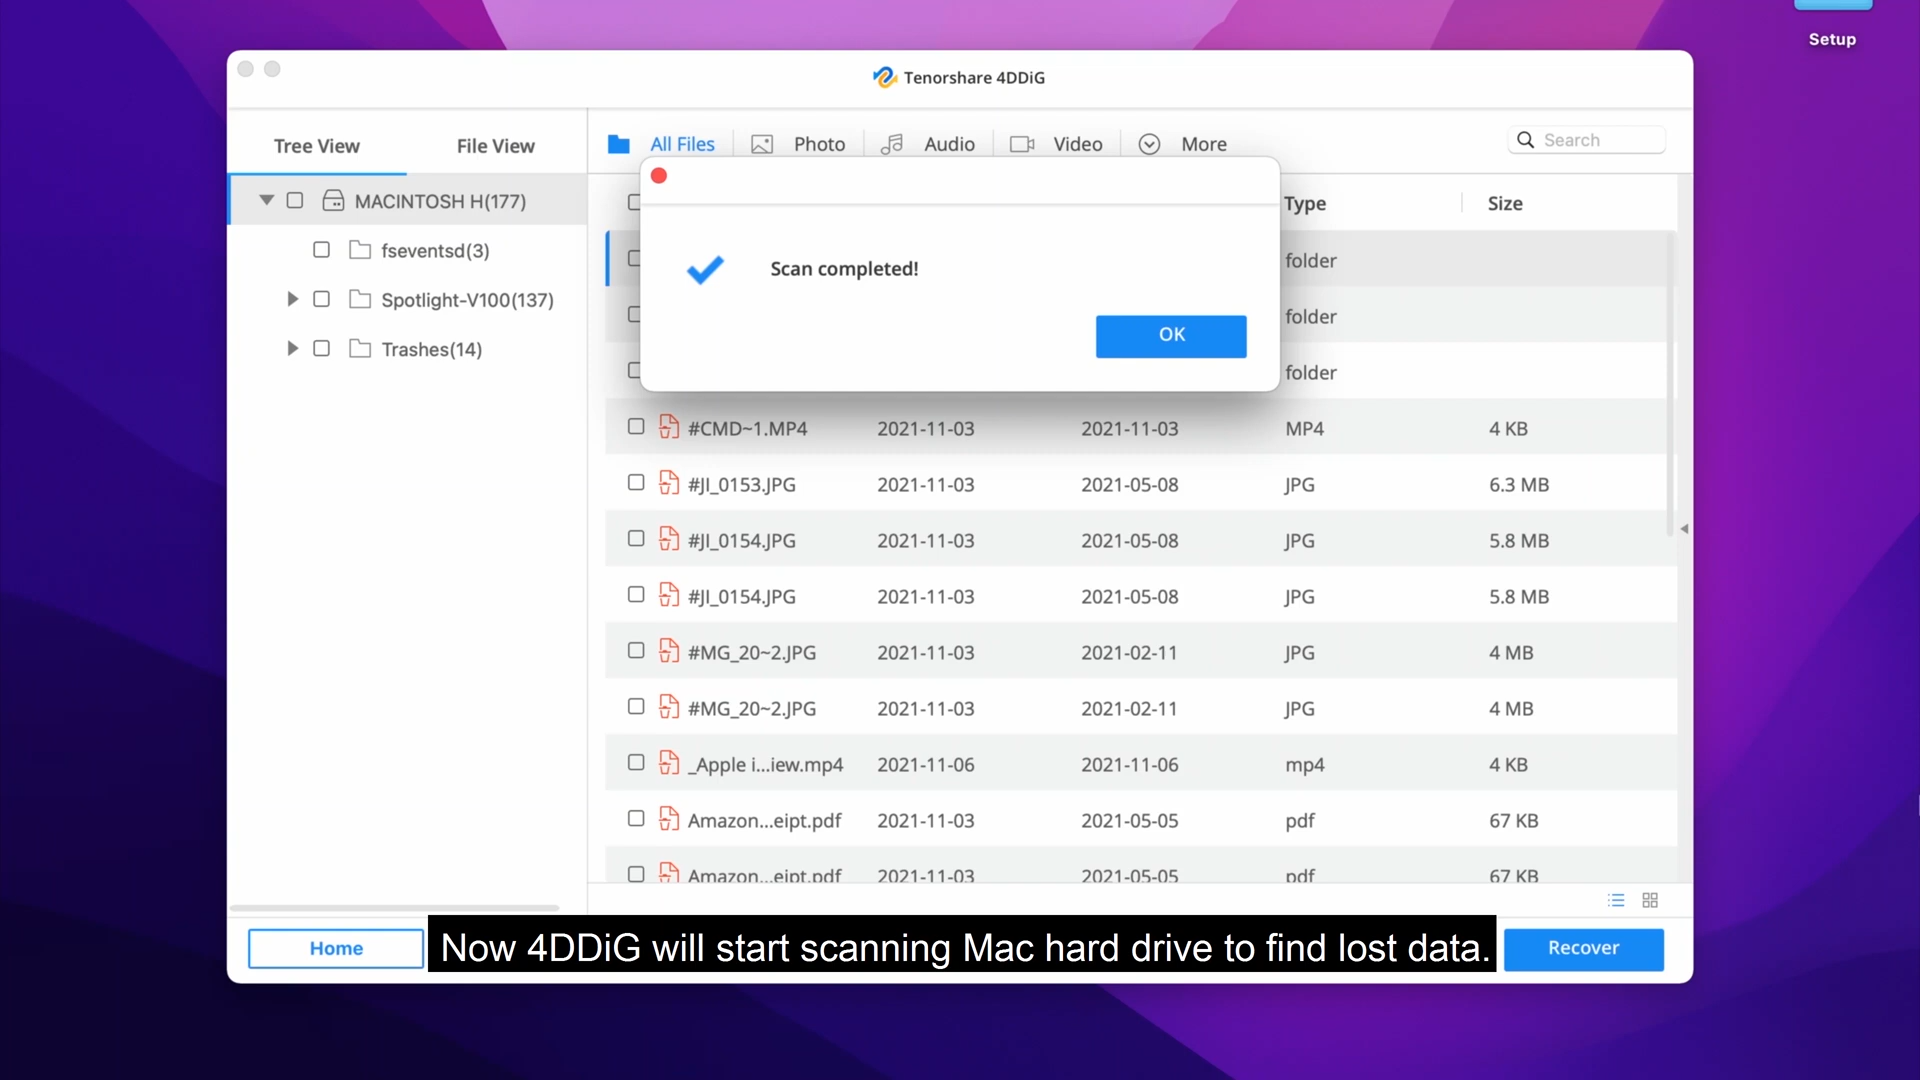 Setup
Tenorshare 4DDiG
Tree View File View
All Files Photo Audio Video More Search
MACINTOSH H(177)
fseventsd(3)
Spotlight-V100(137)
Trashes(14)
Type Size
Scan completed!
OK
folder
folder
folder
#CMD~1.MP4 2021-11-03 2021-11-03 MP4 4 KB
#JI_0153.JPG 2021-11-03 2021-05-08 JPG 6.3 MB
#JI_0154.JPG 2021-11-03 2021-05-08 JPG 5.8 MB
#JI_0154.JPG 2021-11-03 2021-05-08 JPG 5.8 MB
#MG_20~2.JPG 2021-11-03 2021-02-11 JPG 4 MB
#MG_20~2.JPG 2021-11-03 2021-02-11 JPG 4 MB
_Apple i...iew.mp4 2021-11-06 2021-11-06 mp4 4 KB
Amazon...eipt.pdf 2021-11-03 2021-05-05 pdf 67 KB
Amazon...eipt.pdf 2021-11-03 2021-05-05 pdf 67 KB
Home
Now 4DDiG will start scanning Mac hard drive to find lost data.
Recover